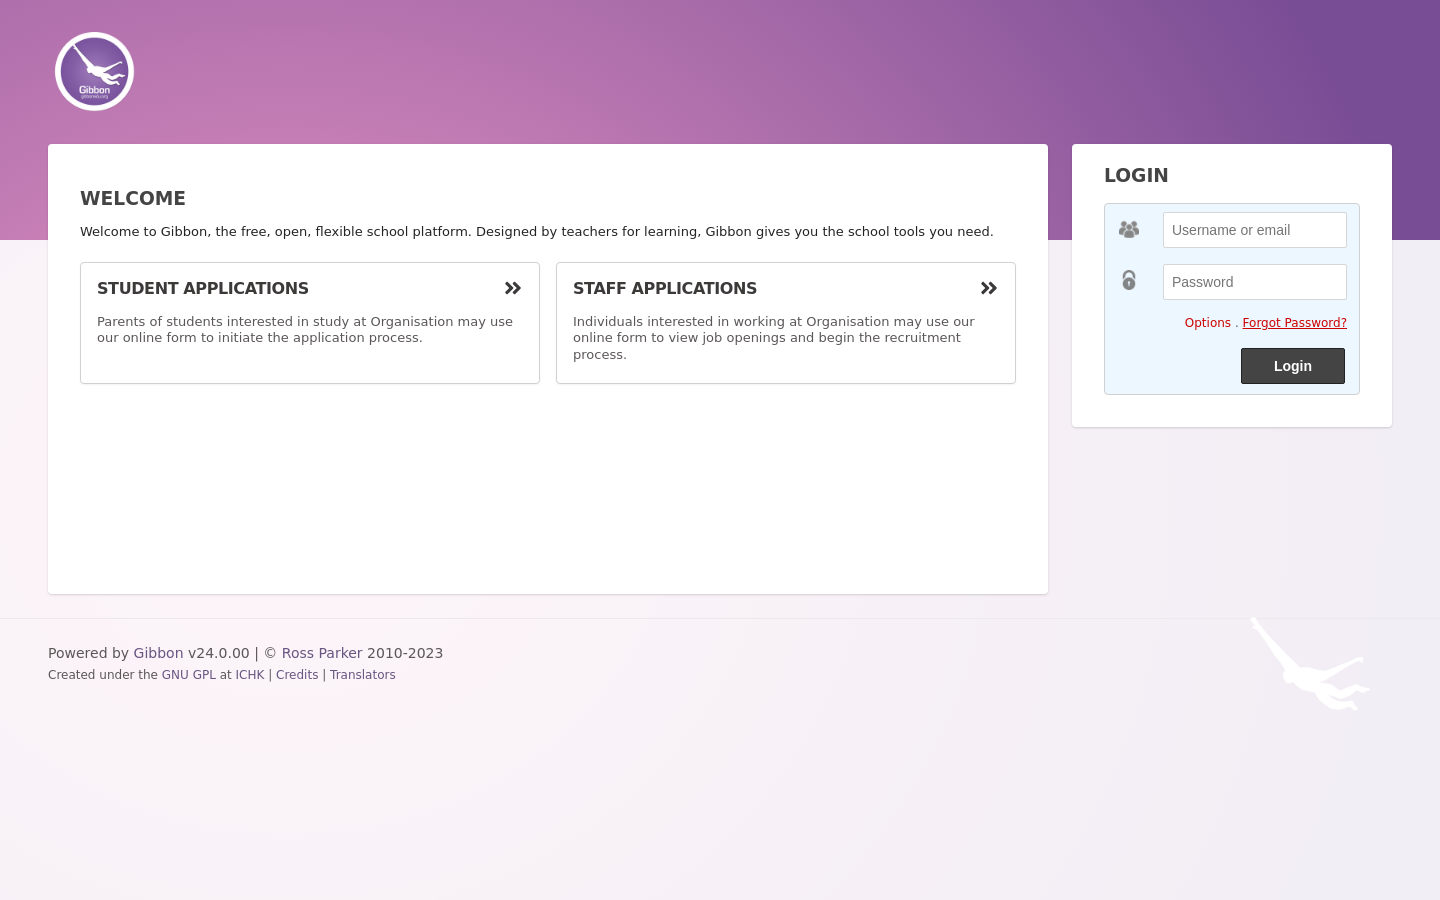 Gibbon
WELCOME
Welcome to Gibbon, the free, open, flexible school platform. Designed by teachers for learning, Gibbon gives you the school tools you need.
STUDENT APPLICATIONS
Parents of students interested in study at Organisation may use
our online form to initiate the application process.
STAFF APPLICATIONS
Individuals interested in working at Organisation may use our
online form to view job openings and begin the recruitment
process.
LOGIN
Username or email
Password
Options . Forgot Password?
Login
Powered by Gibbon v24.0.00 | © Ross Parker 2010-2023
Created under the GNU GPL at ICHK | Credits | Translators